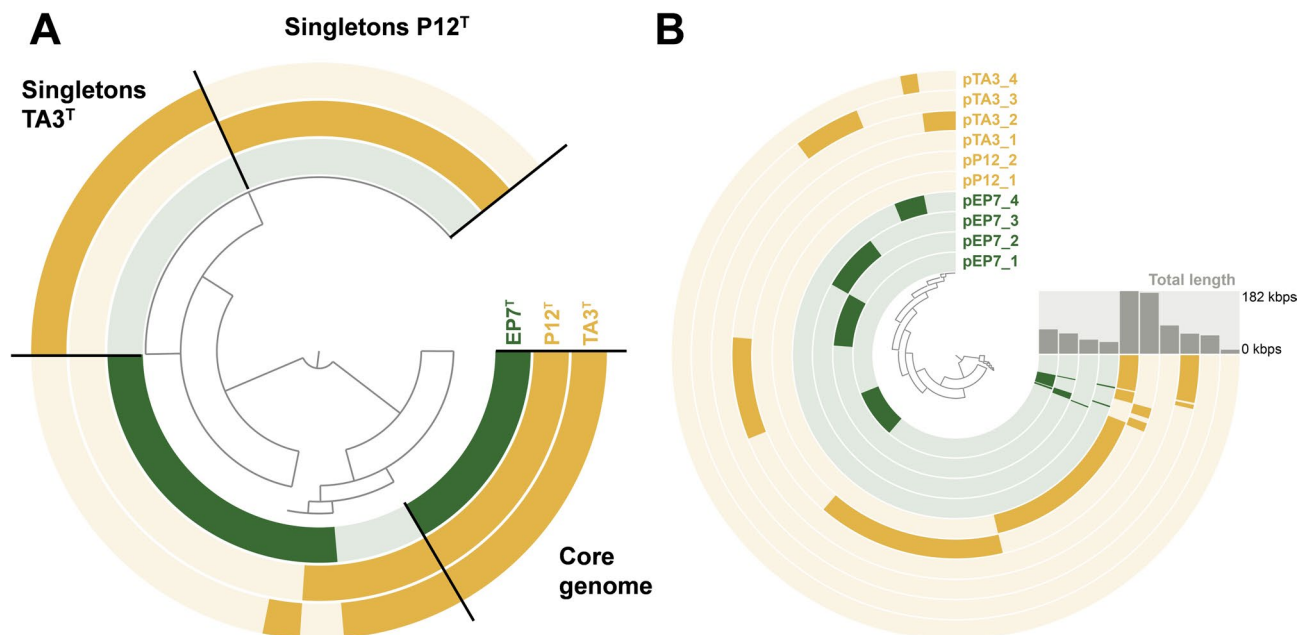 A
Singletons P12ᵀ
Singletons
TA3ᵀ
EP7ᵀ
P12ᵀ
TA3ᵀ
Core
genome
B
pTA3_4
pTA3_3
pTA3_2
pTA3_1
pP12_2
pP12_1
pEP7_4
pEP7_3
pEP7_2
pEP7_1
Total length
182 kbps
0 kbps